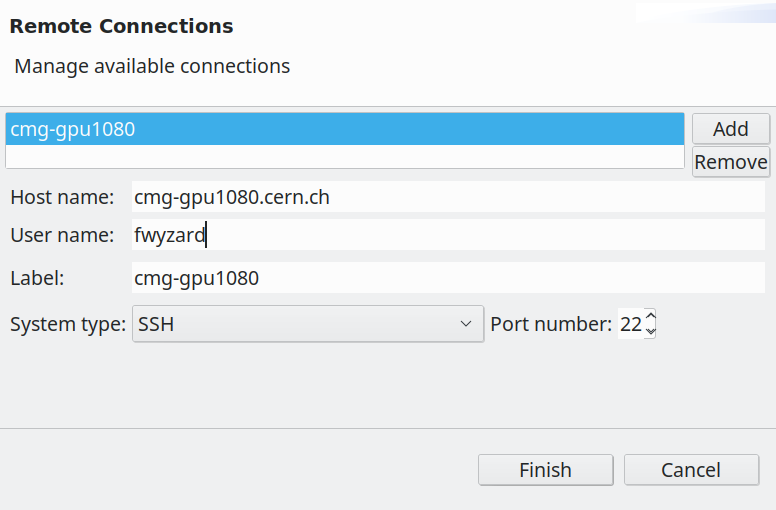 Remote Connections
Manage available connections
cmg-gpu1080
Add
Remove
Host name: cmg-gpu1080.cern.ch
User name: fwyzard
Label: cmg-gpu1080
System type: SSH Port number: 22
Finish Cancel